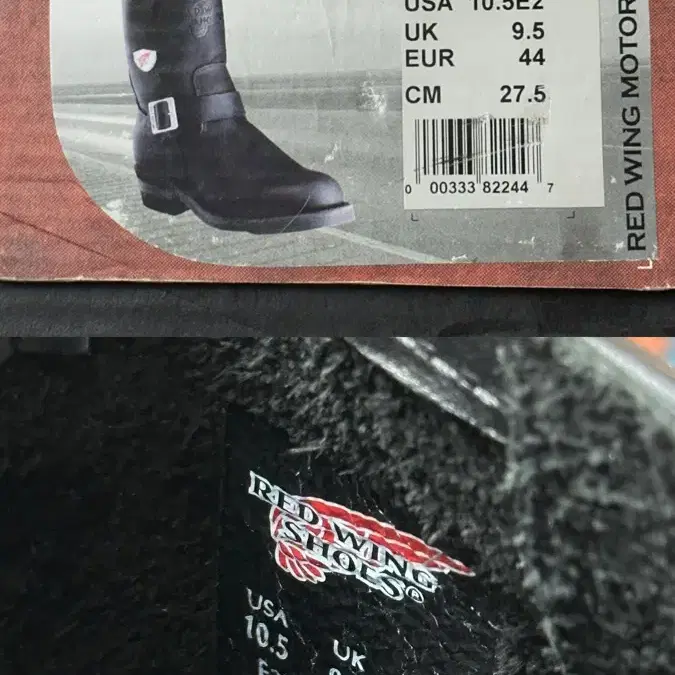 USA 10.5E2
UK 9.5
EUR 44
CM 27.5
0 00333 82244 7
RED WING MOTOR
RED WING
SHOES®
USA
10.5
UK